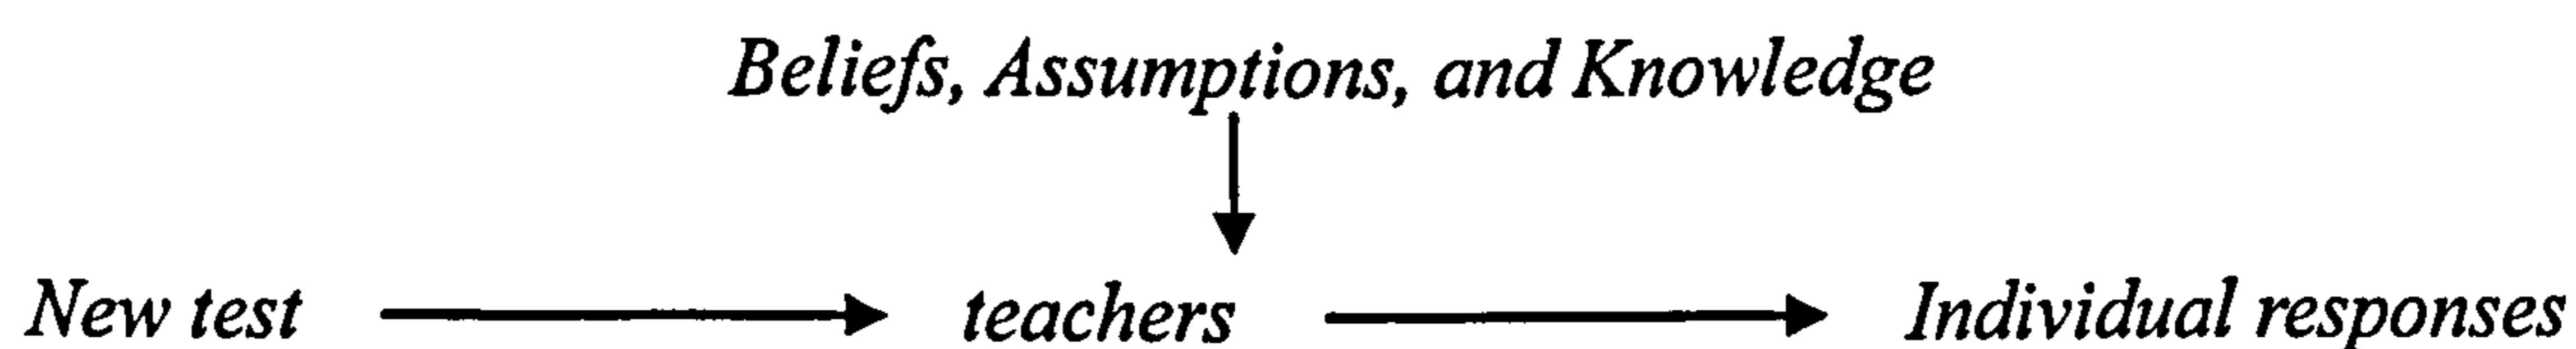 Beliefs, Assumptions, and Knowledge
New test teachers Individual responses